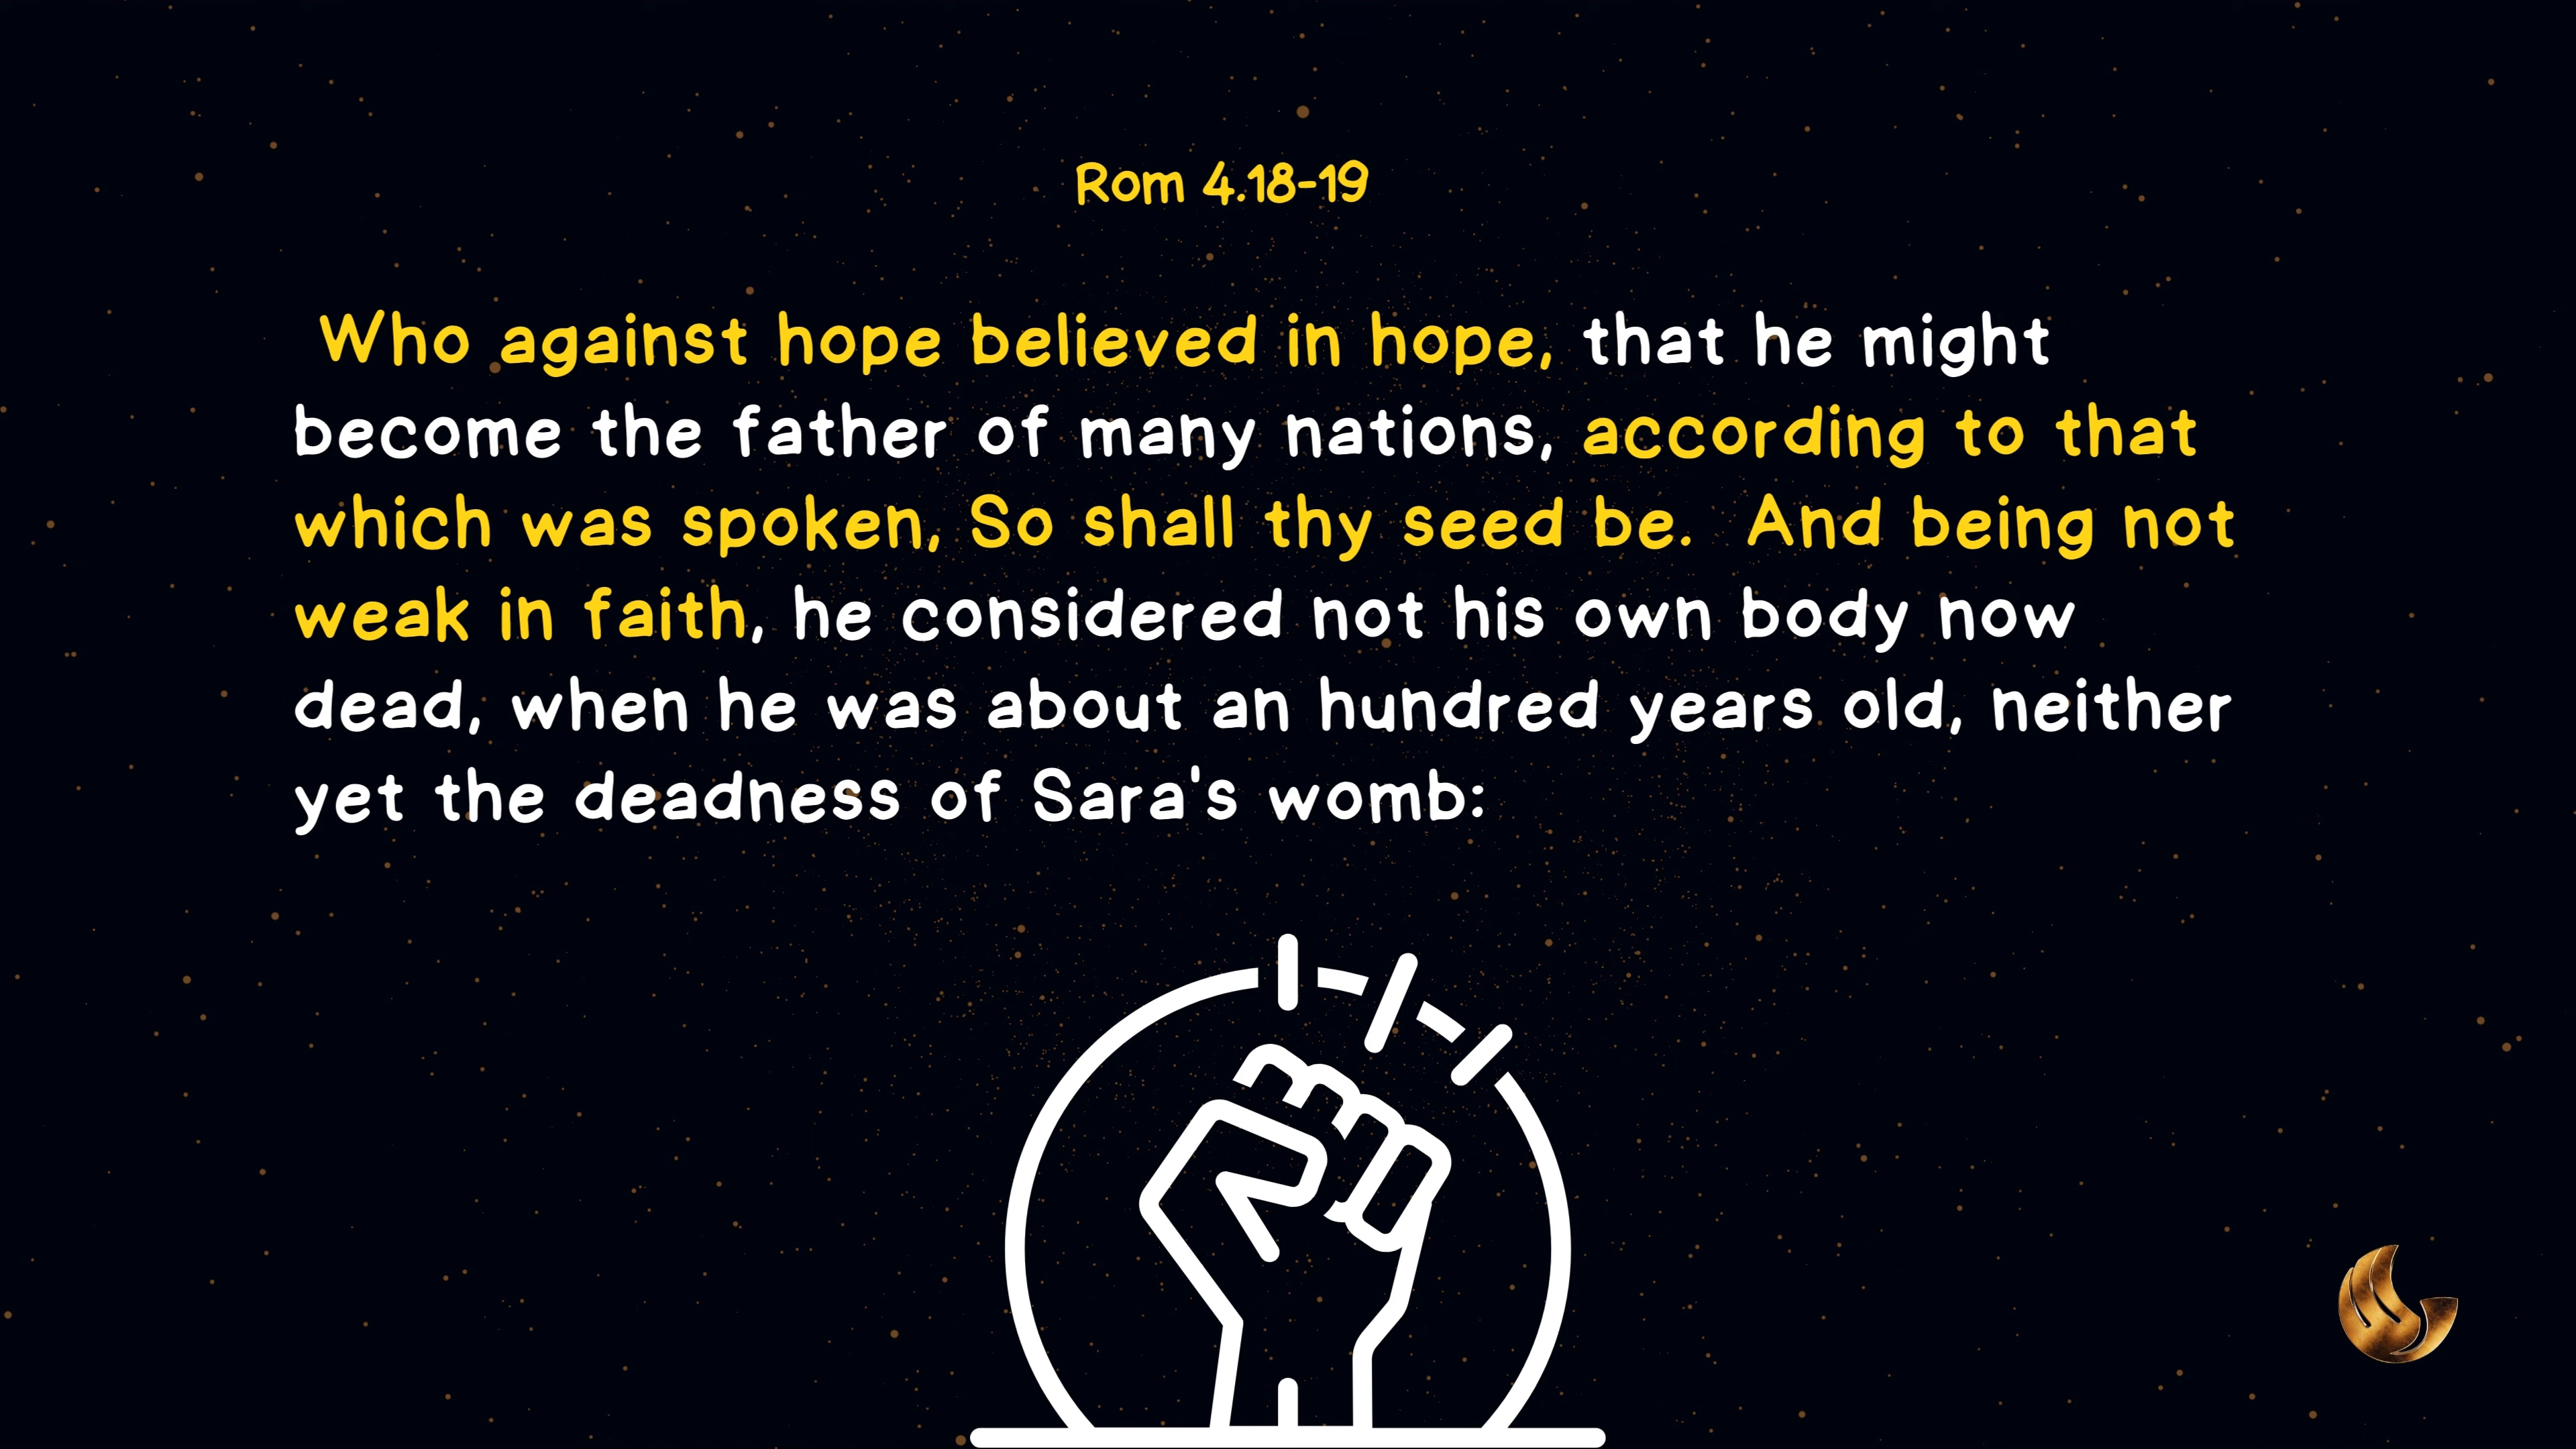 Rom 4.18-19
Who against hope believed in hope, that he might
become the father of many nations, according to that
which was spoken, So shall thy seed be.  And being not
weak in faith, he considered not his own body now
dead, when he was about an hundred years old, neither
yet the deadness of Sara's womb: